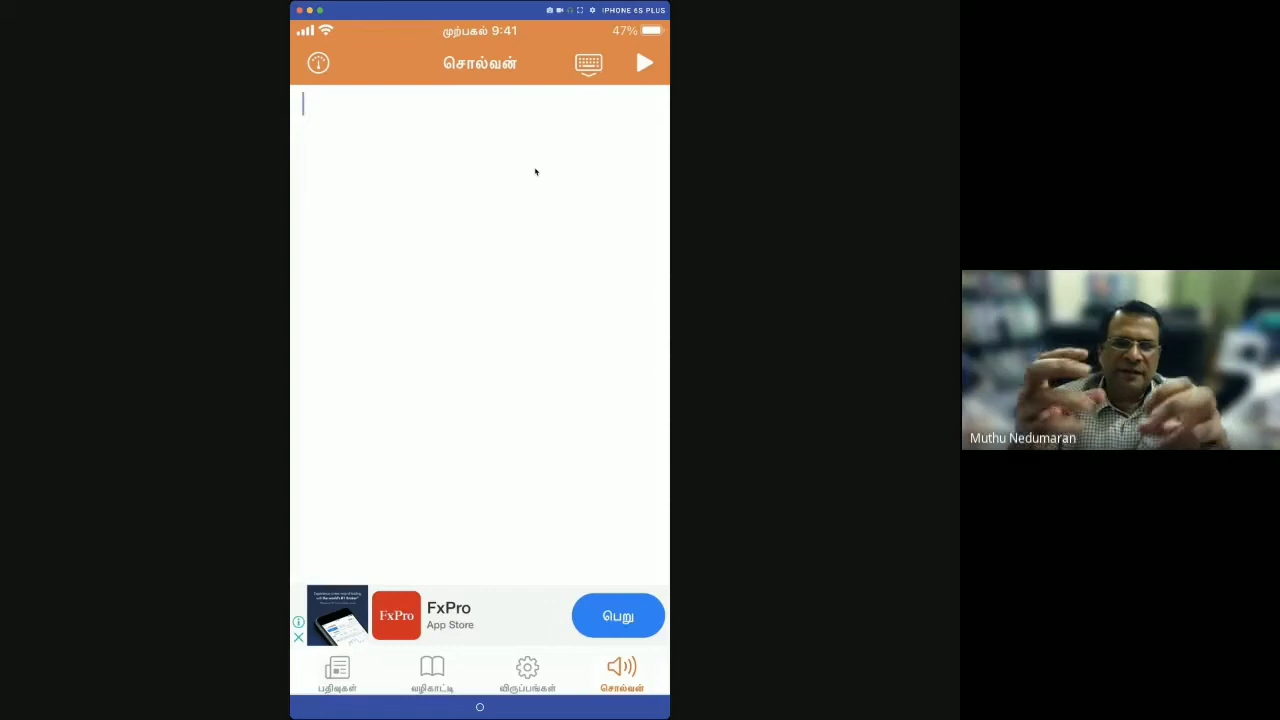 IPHONE 6S PLUS
முற்பகல் 9:41
47%
சொல்வன்
FxPro
FxPro
App Store
பெறு
பதிவுகள்
வழிகாட்டி
விருப்பங்கள்
சொல்வன்
Muthu Nedumaran